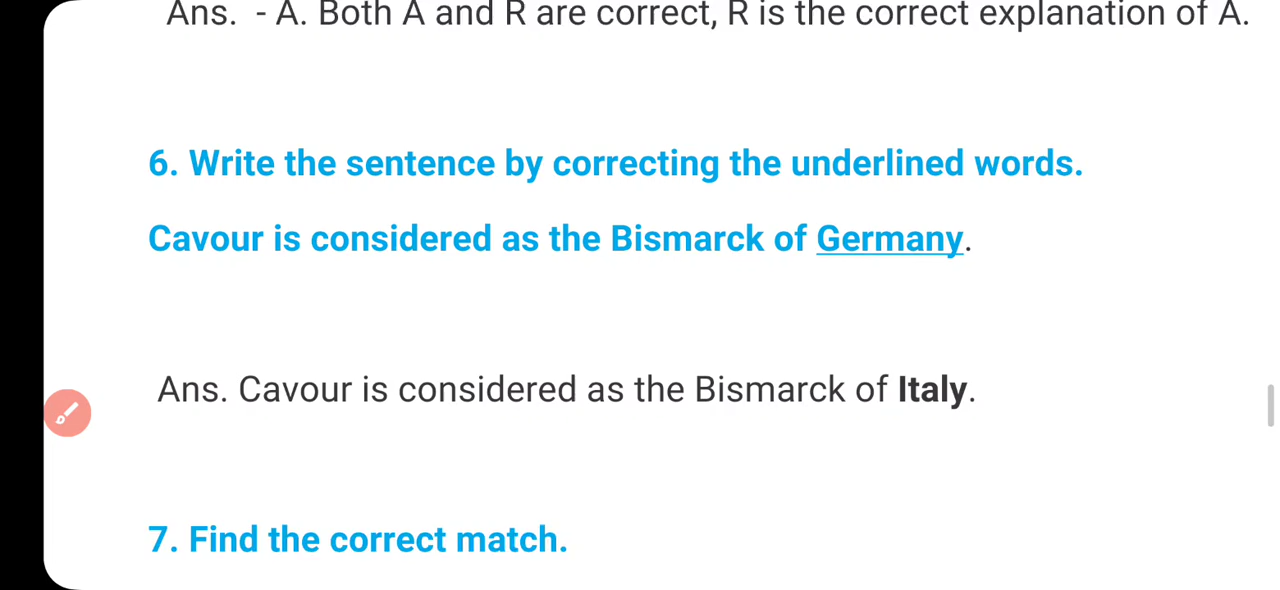 Ans. - A. Both A and R are correct, R is the correct explanation of A.
6. Write the sentence by correcting the underlined words.
Cavour is considered as the Bismarck of Germany.
Ans. Cavour is considered as the Bismarck of Italy.
7. Find the correct match.